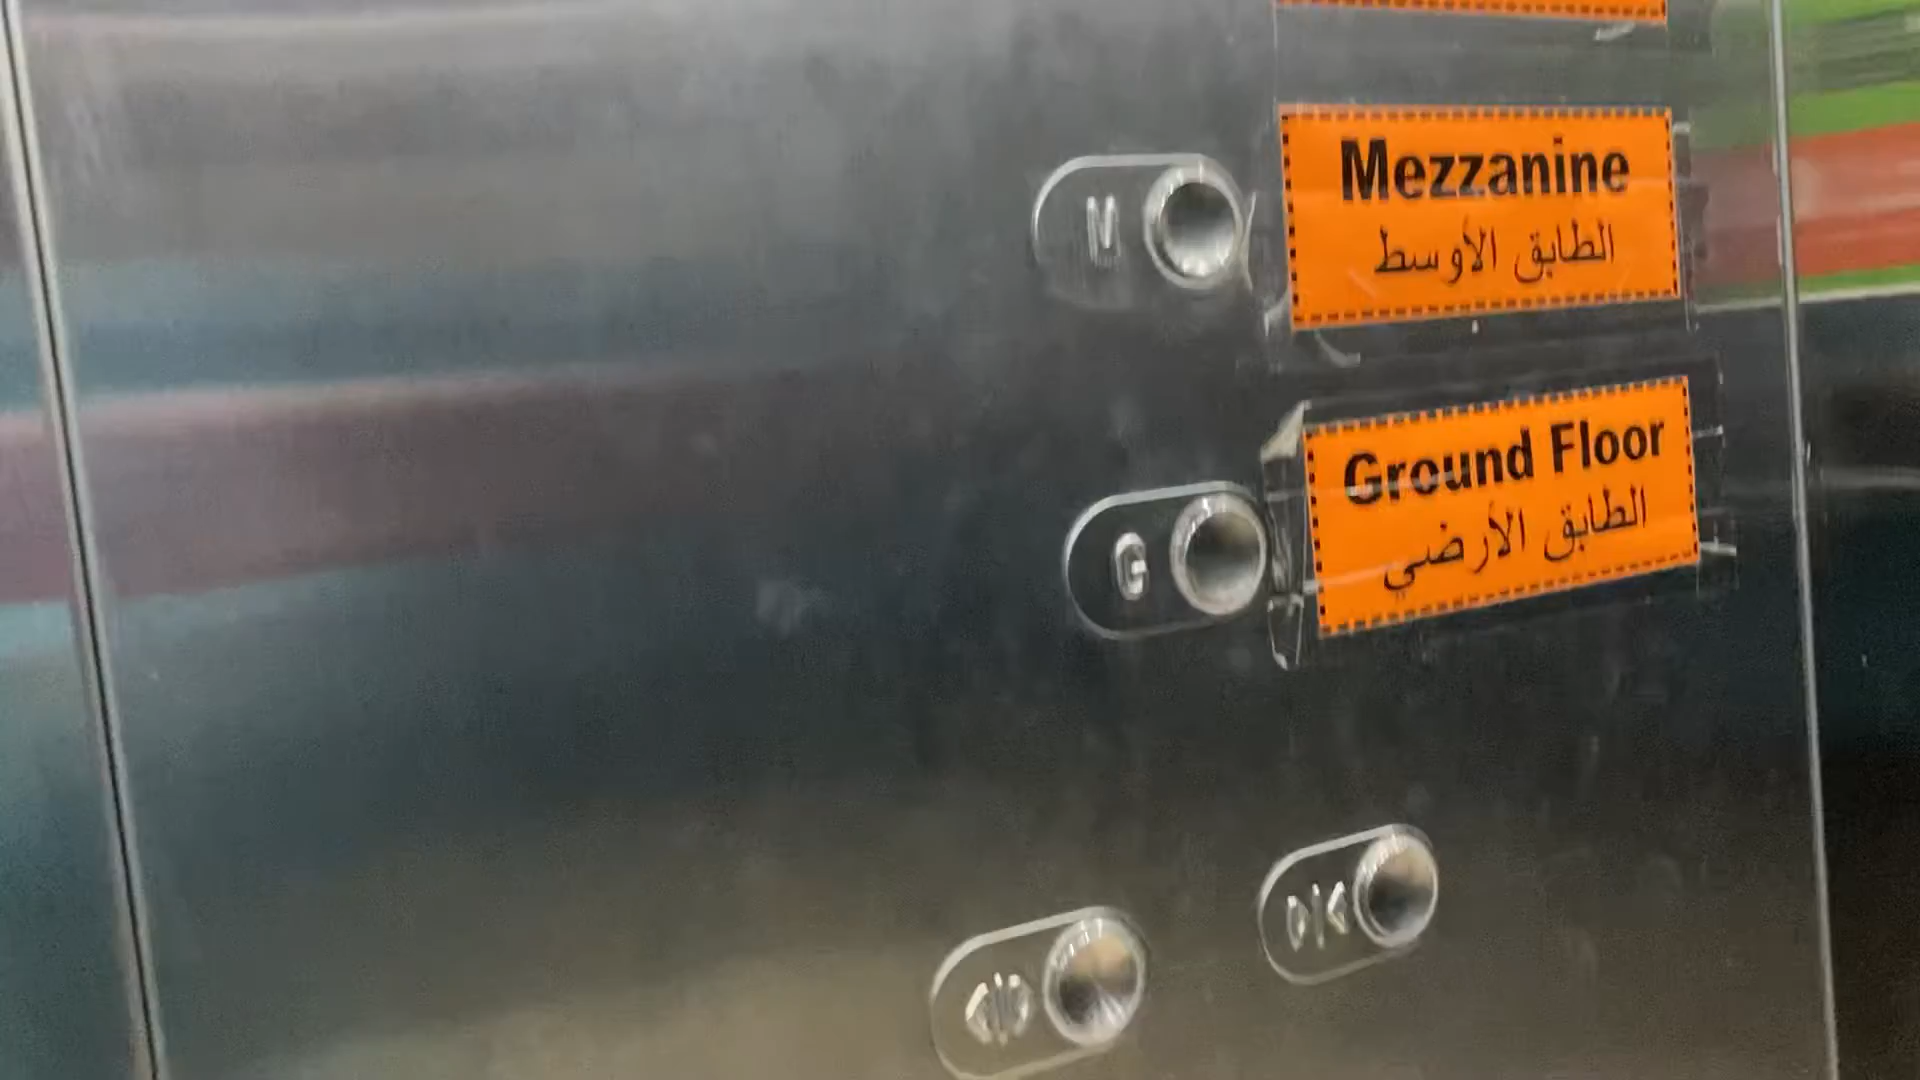 M
Mezzanine
الطابق الأوسط
G
Ground Floor
الطابق الأرضي